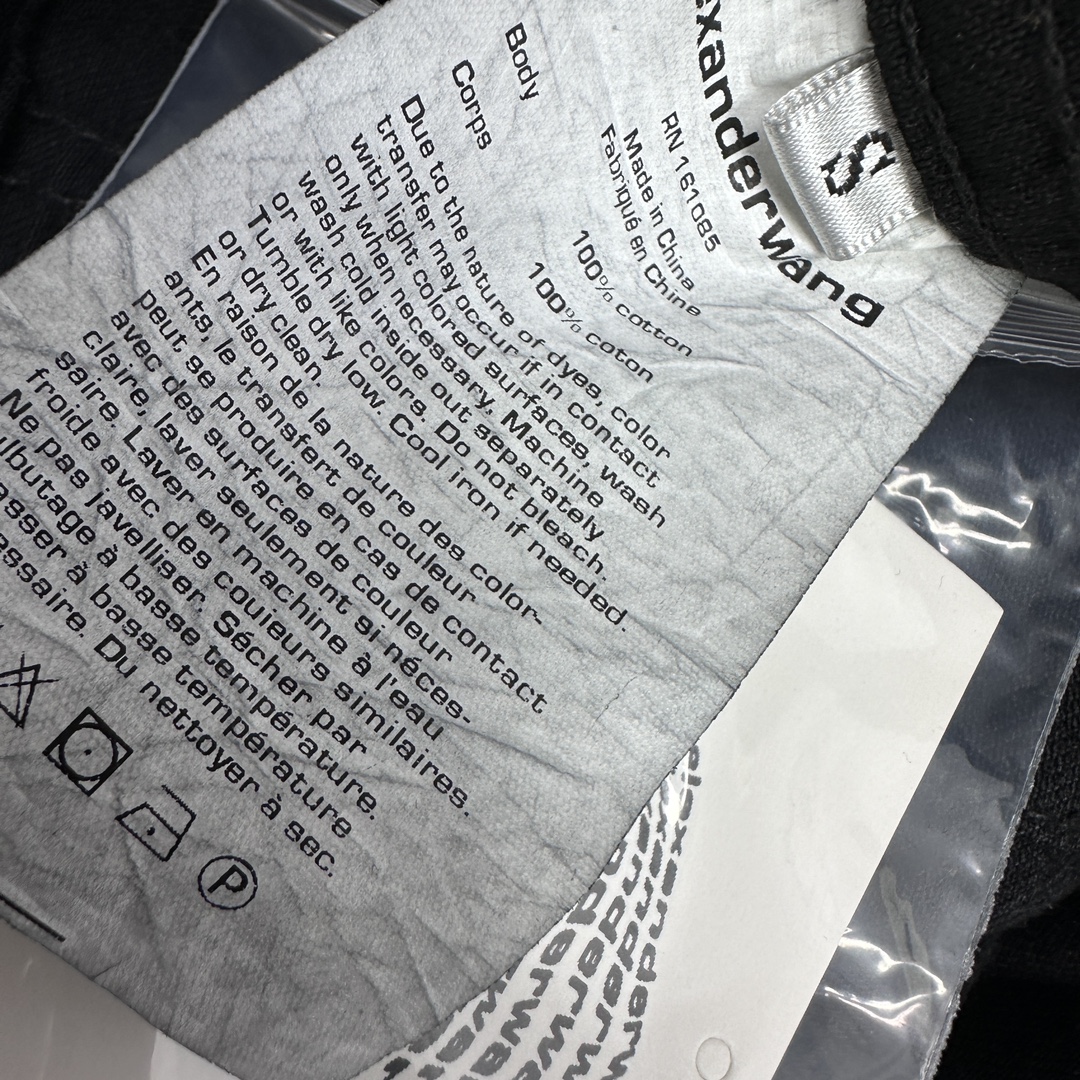 exanderwang
S
RN 161085
Made in China
Fabriqué en Chine
Body 100% cotton
Corps 100% coton
Due to the nature of dyes, color
transfer may occur if in contact
with light colored surfaces, wash
only when necessary. Machine
wash cold inside out separately
or with like colors. Do not bleach.
Tumble dry low. Cool iron if needed.
or dry clean.
En raison de la nature des color-
ants, le transfert de couleur
peut se produire en cas de contact
avec des surfaces de couleur
claire, laver seulement si néces-
saire. Laver en machine à l'eau
froide avec des couleurs similaires.
Ne pas javelliser. Sécher par
ulbutage à basse température.
asser à basse température
essaire. Du nettoyer à sec.
P